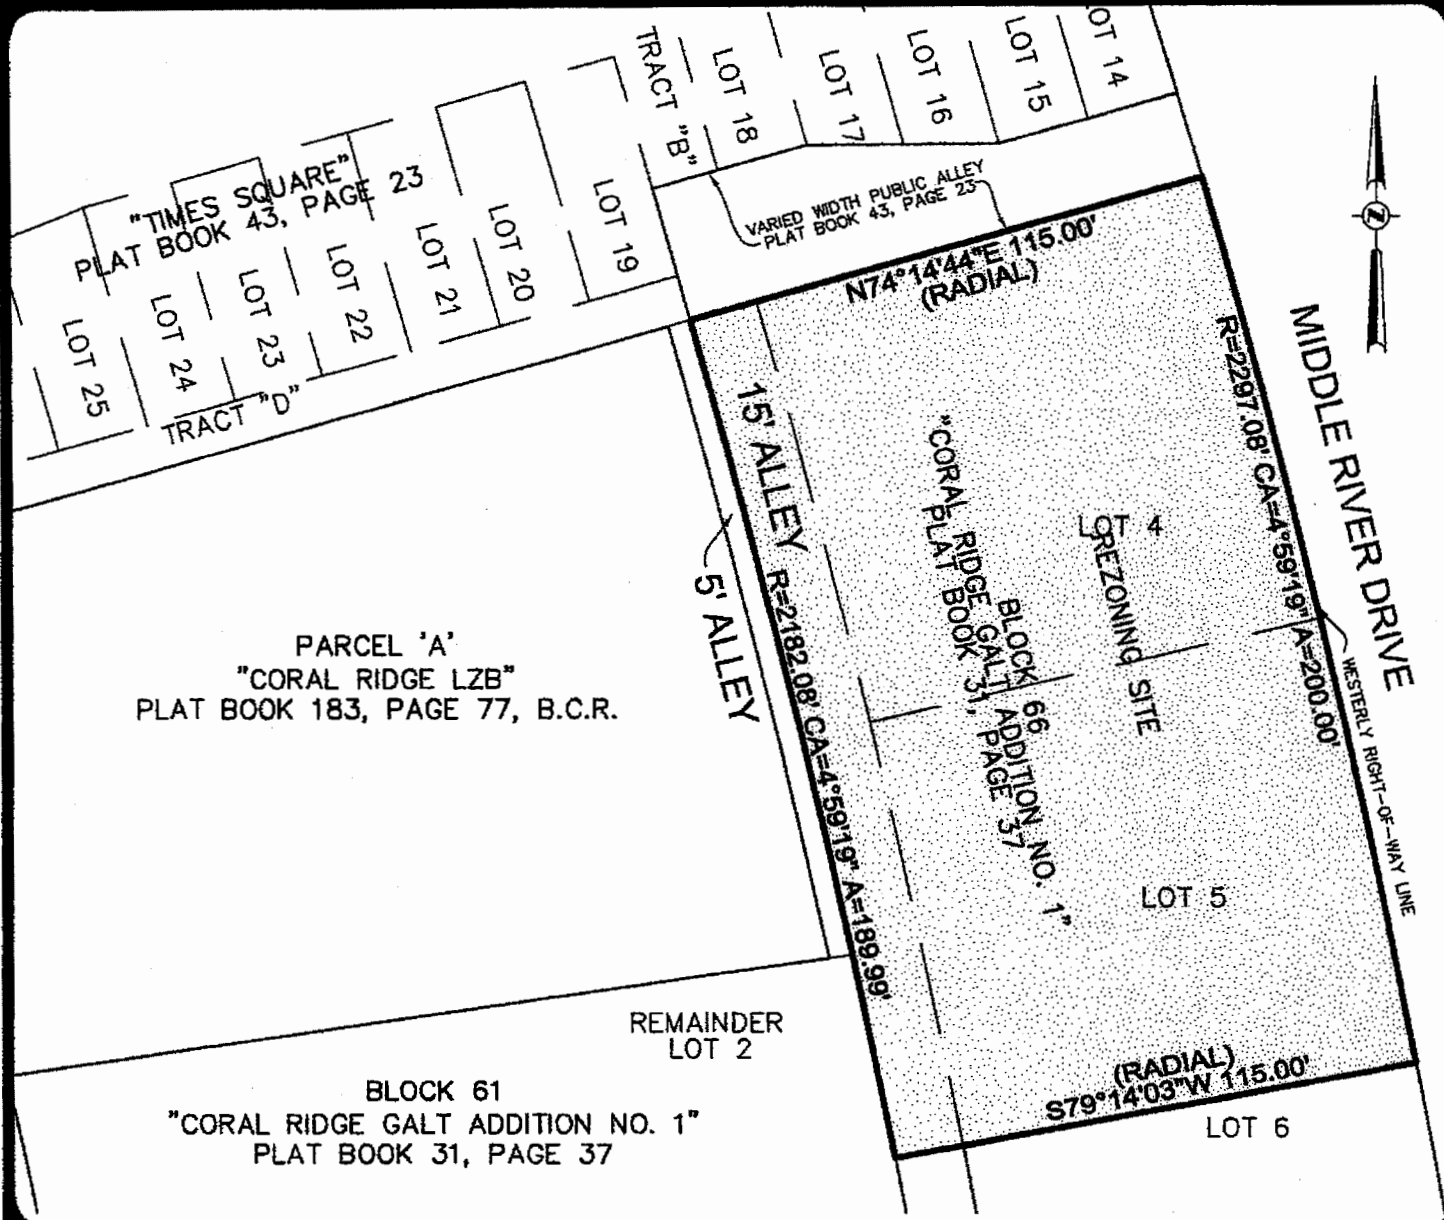 TRACT "B"
LOT 18
LOT 17
LOT 16
LOT 15
OT 14
"TIMES SQUARE"
PLAT BOOK 43, PAGE 23
LOT 25
LOT 24
LOT 23
LOT 22
LOT 21
LOT 20
LOT 19
TRACT "D"
VARIED WIDTH PUBLIC ALLEY
PLAT BOOK 43, PAGE 23
N74°14'44"E 115.00'
(RADIAL)
Z
MIDDLE RIVER DRIVE
R=2297.08' CA=4°59'19" A=200.00'
WESTERLY RIGHT-OF-WAY LINE
15' ALLEY
R=2182.08' CA=4°59'19" A=189.99'
5' ALLEY
LOT 4
REZONING SITE
BLOCK 66
"CORAL RIDGE GALT ADDITION NO. 1"
PLAT BOOK 31, PAGE 37
LOT 5
PARCEL 'A'
"CORAL RIDGE LZB"
PLAT BOOK 183, PAGE 77, B.C.R.
REMAINDER
LOT 2
BLOCK 61
"CORAL RIDGE GALT ADDITION NO. 1"
PLAT BOOK 31, PAGE 37
(RADIAL)
S79°14'03"W 115.00'
LOT 6